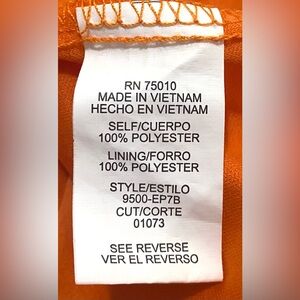 RN 75010
MADE IN VIETNAM
HECHO EN VIETNAM
SELF/CUERPO
100% POLYESTER
LINING/FORRO
100% POLYESTER
STYLE/ESTILO
9500-EP7B
CUT/CORTE
01073
SEE REVERSE
VER EL REVERSO